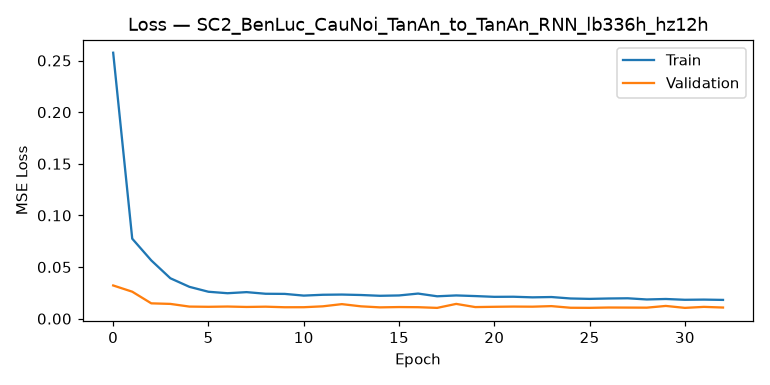 Loss — SC2_BenLuc_CauNoi_TanAn_to_TanAn_RNN_lb336h_hz12h
Train
Validation
MSE Loss
0.25
0.20
0.15
0.10
0.05
0.00
0 5 10 15 20 25 30
Epoch